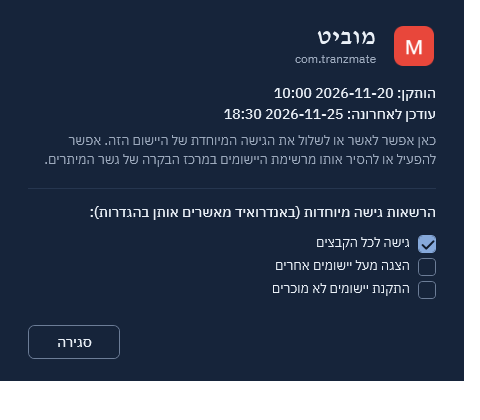 מוביט
M
com.tranzmate
הותקן: 2026-11-20 10:00
עודכן לאחרונה: 2026-11-25 18:30
כאן אפשר לאשר או לשלול את הגישה המיוחדת של היישום הזה. אפשר
להפעיל או להסיר אותו מרשימת היישומים במרכז הבקרה של גשר המיתרים.
הרשאות גישה מיוחדות (באנדרואיד מאשרים אותן בהגדרות):
גישה לכל הקבצים
הצגה מעל יישומים אחרים
התקנת יישומים לא מוכרים
סגירה